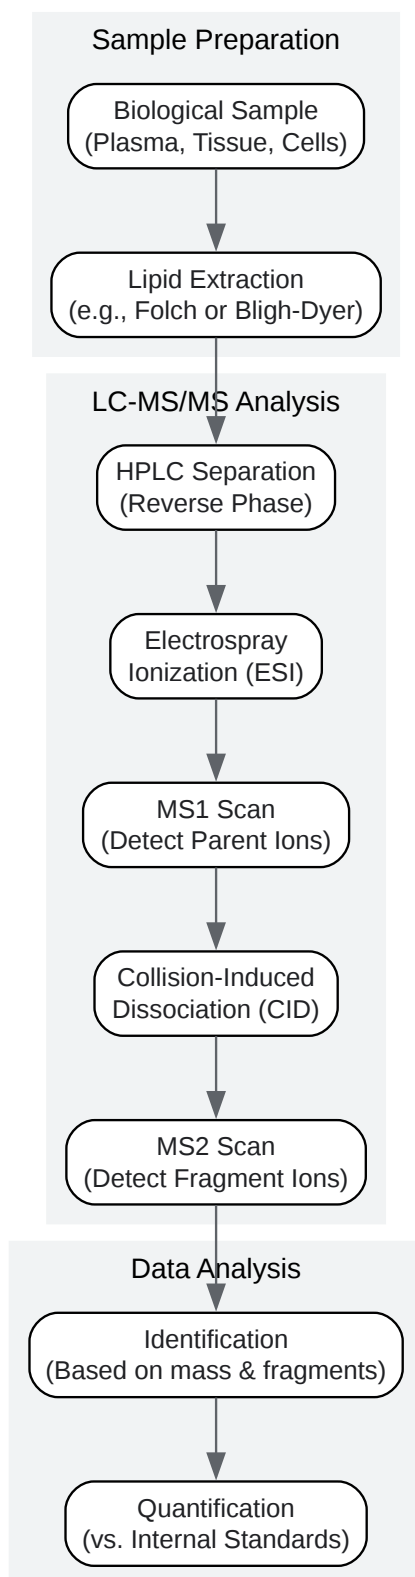 Sample Preparation
Biological Sample
(Plasma, Tissue, Cells)
Lipid Extraction
(e.g., Folch or Bligh-Dyer)
LC-MS/MS Analysis
HPLC Separation
(Reverse Phase)
Electrospray
Ionization (ESI)
MS1 Scan
(Detect Parent Ions)
Collision-Induced
Dissociation (CID)
MS2 Scan
(Detect Fragment Ions)
Data Analysis
Identification
(Based on mass & fragments)
Quantification
(vs. Internal Standards)